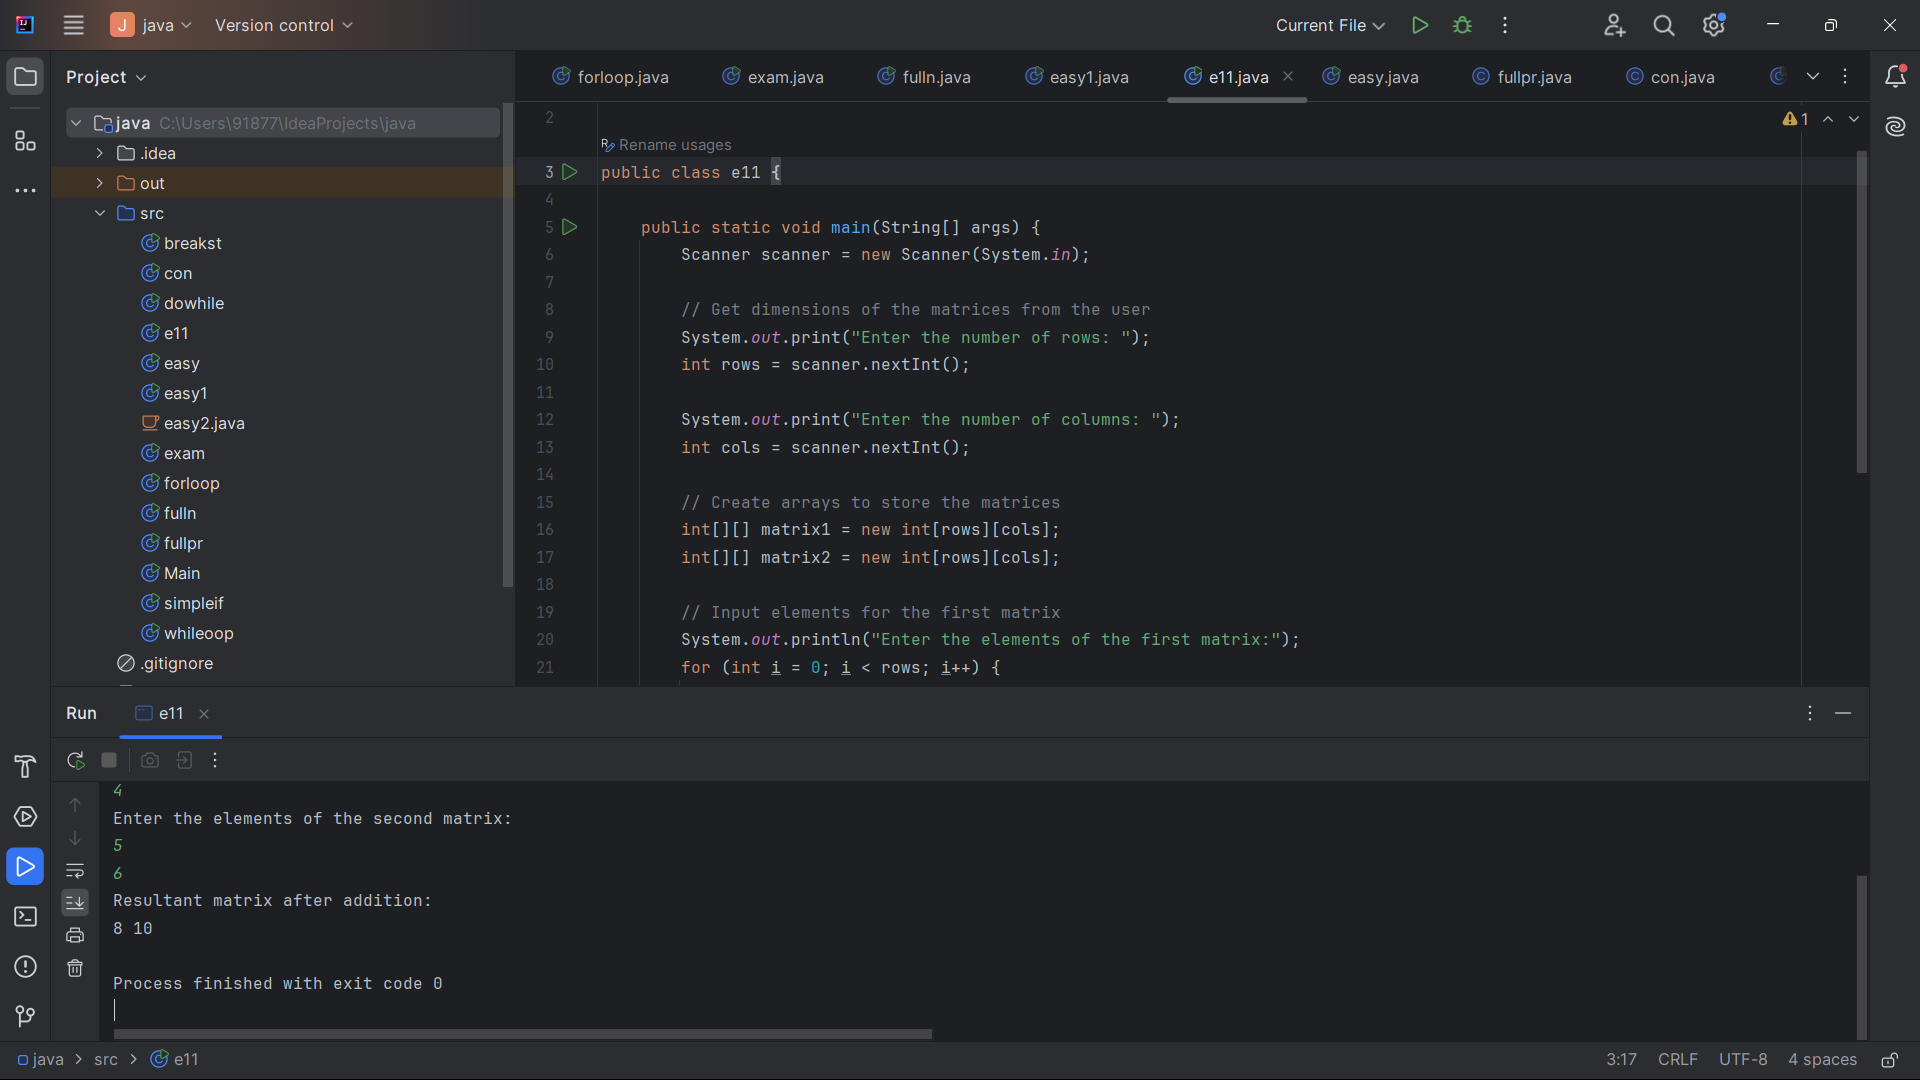 J java Version control Current File
Project
java C:\Users\91877\IdeaProjects\java
.idea
out
src
breakst
con
dowhile
e11
easy
easy1
easy2.java
exam
forloop
fulln
fullpr
Main
simpleif
whileoop
.gitignore
forloop.java exam.java fulln.java easy1.java e11.java easy.java fullpr.java con.java
1
2
Rename usages
3 public class e11 {
4
5 public static void main(String[] args) {
6 Scanner scanner = new Scanner(System.in);
7
8 // Get dimensions of the matrices from the user
9 System.out.print("Enter the number of rows: ");
10 int rows = scanner.nextInt();
11
12 System.out.print("Enter the number of columns: ");
13 int cols = scanner.nextInt();
14
15 // Create arrays to store the matrices
16 int[][] matrix1 = new int[rows][cols];
17 int[][] matrix2 = new int[rows][cols];
18
19 // Input elements for the first matrix
20 System.out.println("Enter the elements of the first matrix:");
21 for (int i = 0; i < rows; i++) {
Run e11
4
Enter the elements of the second matrix:
5
6
Resultant matrix after addition:
8 10
Process finished with exit code 0
java > src > e11
3:17 CRLF UTF-8 4 spaces